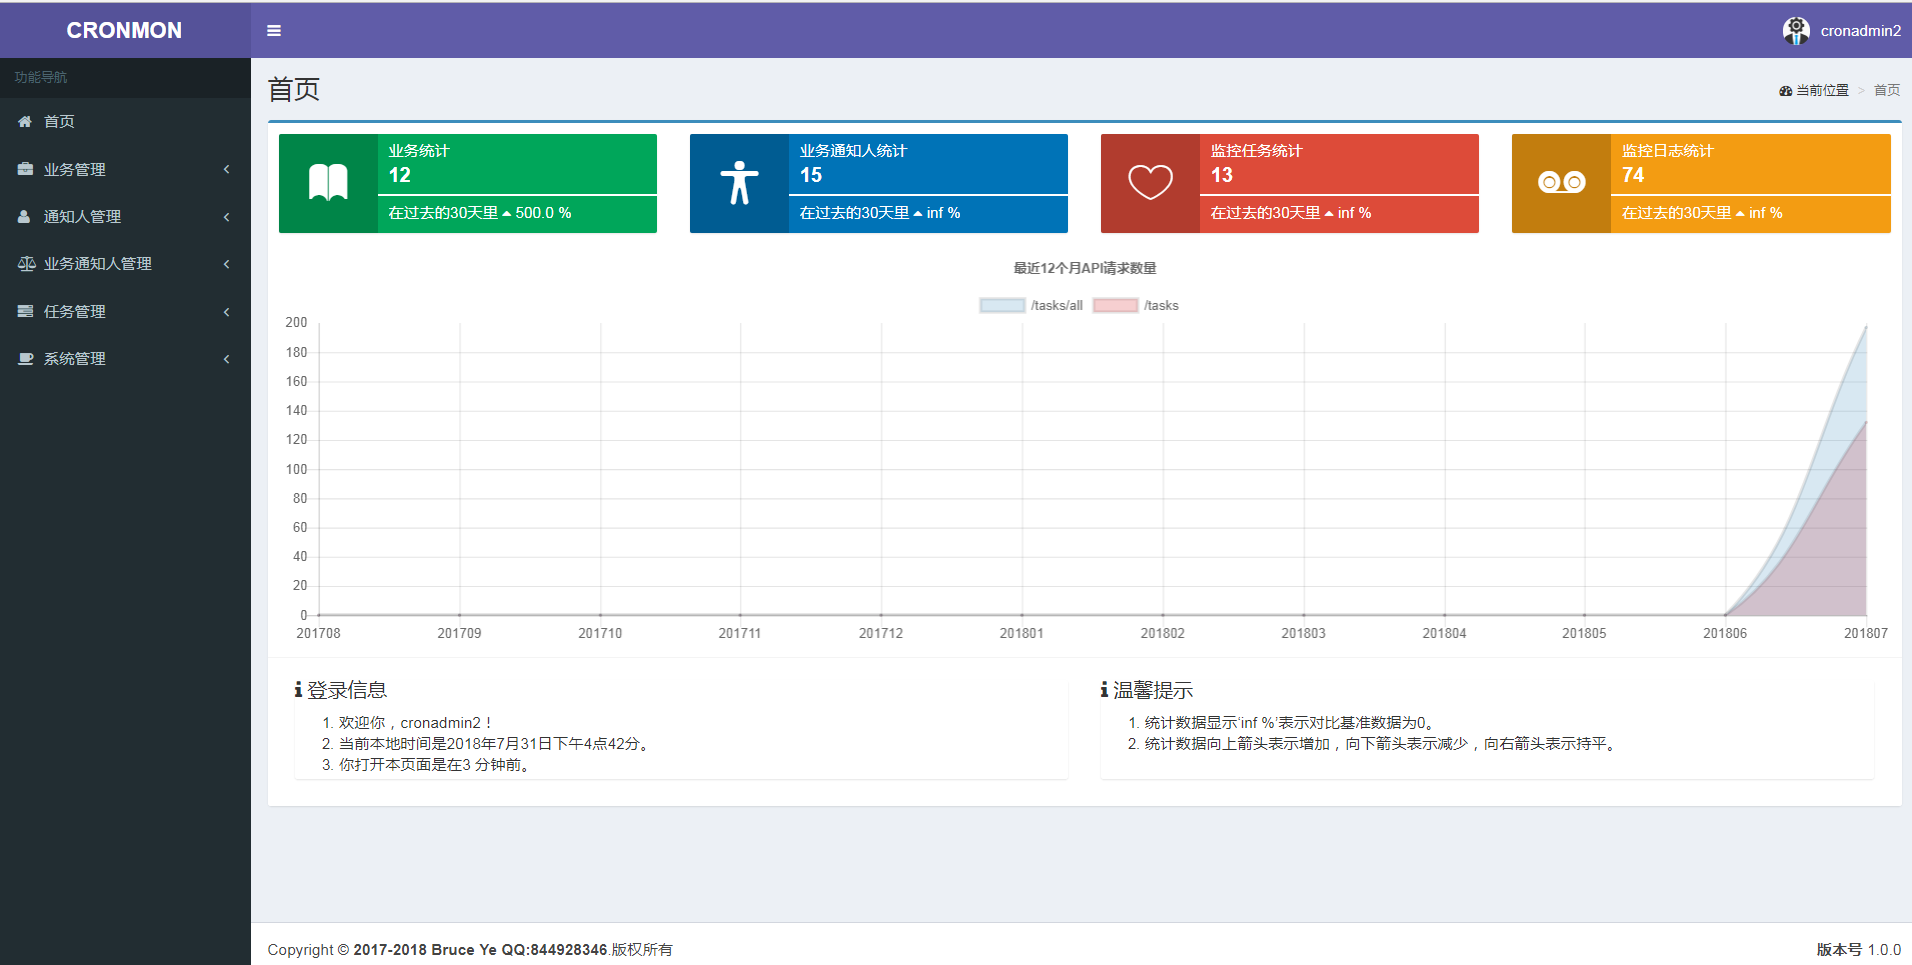 CRONMON
cronadmin2
功能导航
首页
业务管理
通知人管理
业务通知人管理
任务管理
系统管理
首页
当前位置 > 首页
业务统计
12
在过去的30天里 500.0 %
业务通知人统计
15
在过去的30天里 inf %
监控任务统计
13
在过去的30天里 inf %
监控日志统计
74
在过去的30天里 inf %
最近12个月API请求数量
/tasks/all /tasks
200
180
160
140
120
100
80
60
40
20
0
201708 201709 201710 201711 201712 201801 201802 201803 201804 201805 201806 201807
登录信息
1. 欢迎你，cronadmin2！
2. 当前本地时间是2018年7月31日下午4点42分。
3. 你打开本页面是在3 分钟前。
温馨提示
1. 统计数据显示'inf %'表示对比基准数据为0。
2. 统计数据向上箭头表示增加，向下箭头表示减少，向右箭头表示持平。
Copyright © 2017-2018 Bruce Ye QQ:844928346.版权所有
版本号 1.0.0